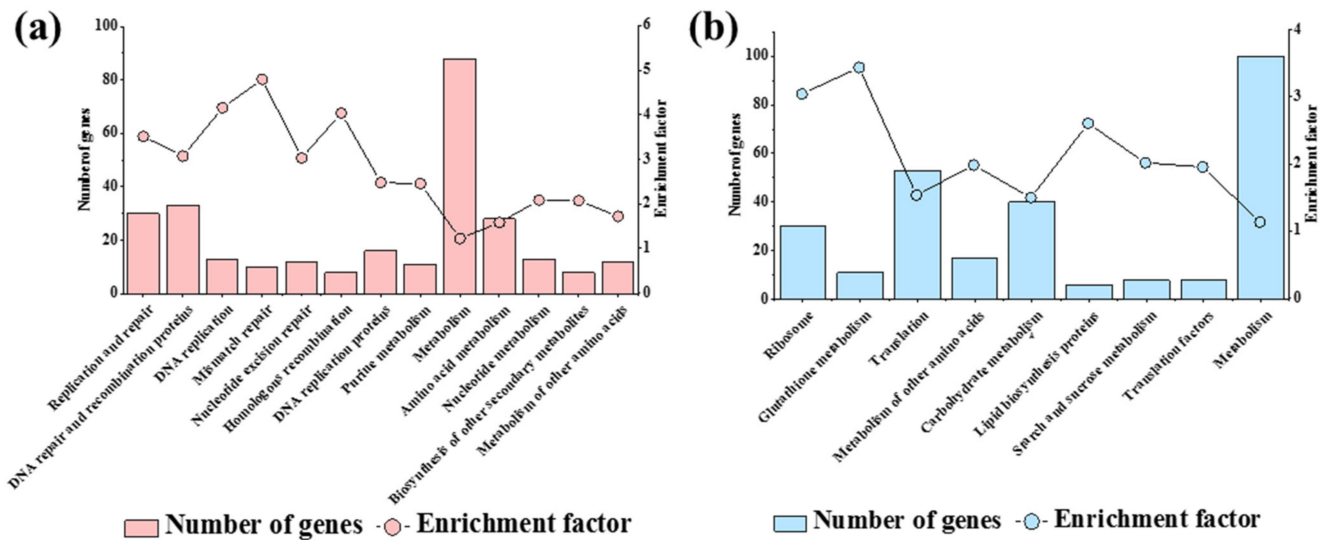 (a)
100
80
60
40
20
0
Number of genes
6
5
4
3
2
1
0
Enrichment factor
Replication and repair
DNA repair and recombination proteins
DNA replication
Mismatch repair
Nucleotide excision repair
Homologous recombination
DNA replication proteins
Purine metabolism
Metabolism
Amino acid metabolism
Nucleotide metabolism
Biosynthesis of other secondary metabolites
Metabolism of other amino acids
Number of genes Enrichment factor
(b)
100
80
60
40
20
0
Number of genes
4
3
2
1
0
Enrichment factor
Ribosome
Glutathione metabolism
Translation
Metabolism of other amino acids
Carbohydrate metabolism
Lipid biosynthesis proteins
Starch and sucrose metabolism
Translation factors
Metabolism
Number of genes Enrichment factor